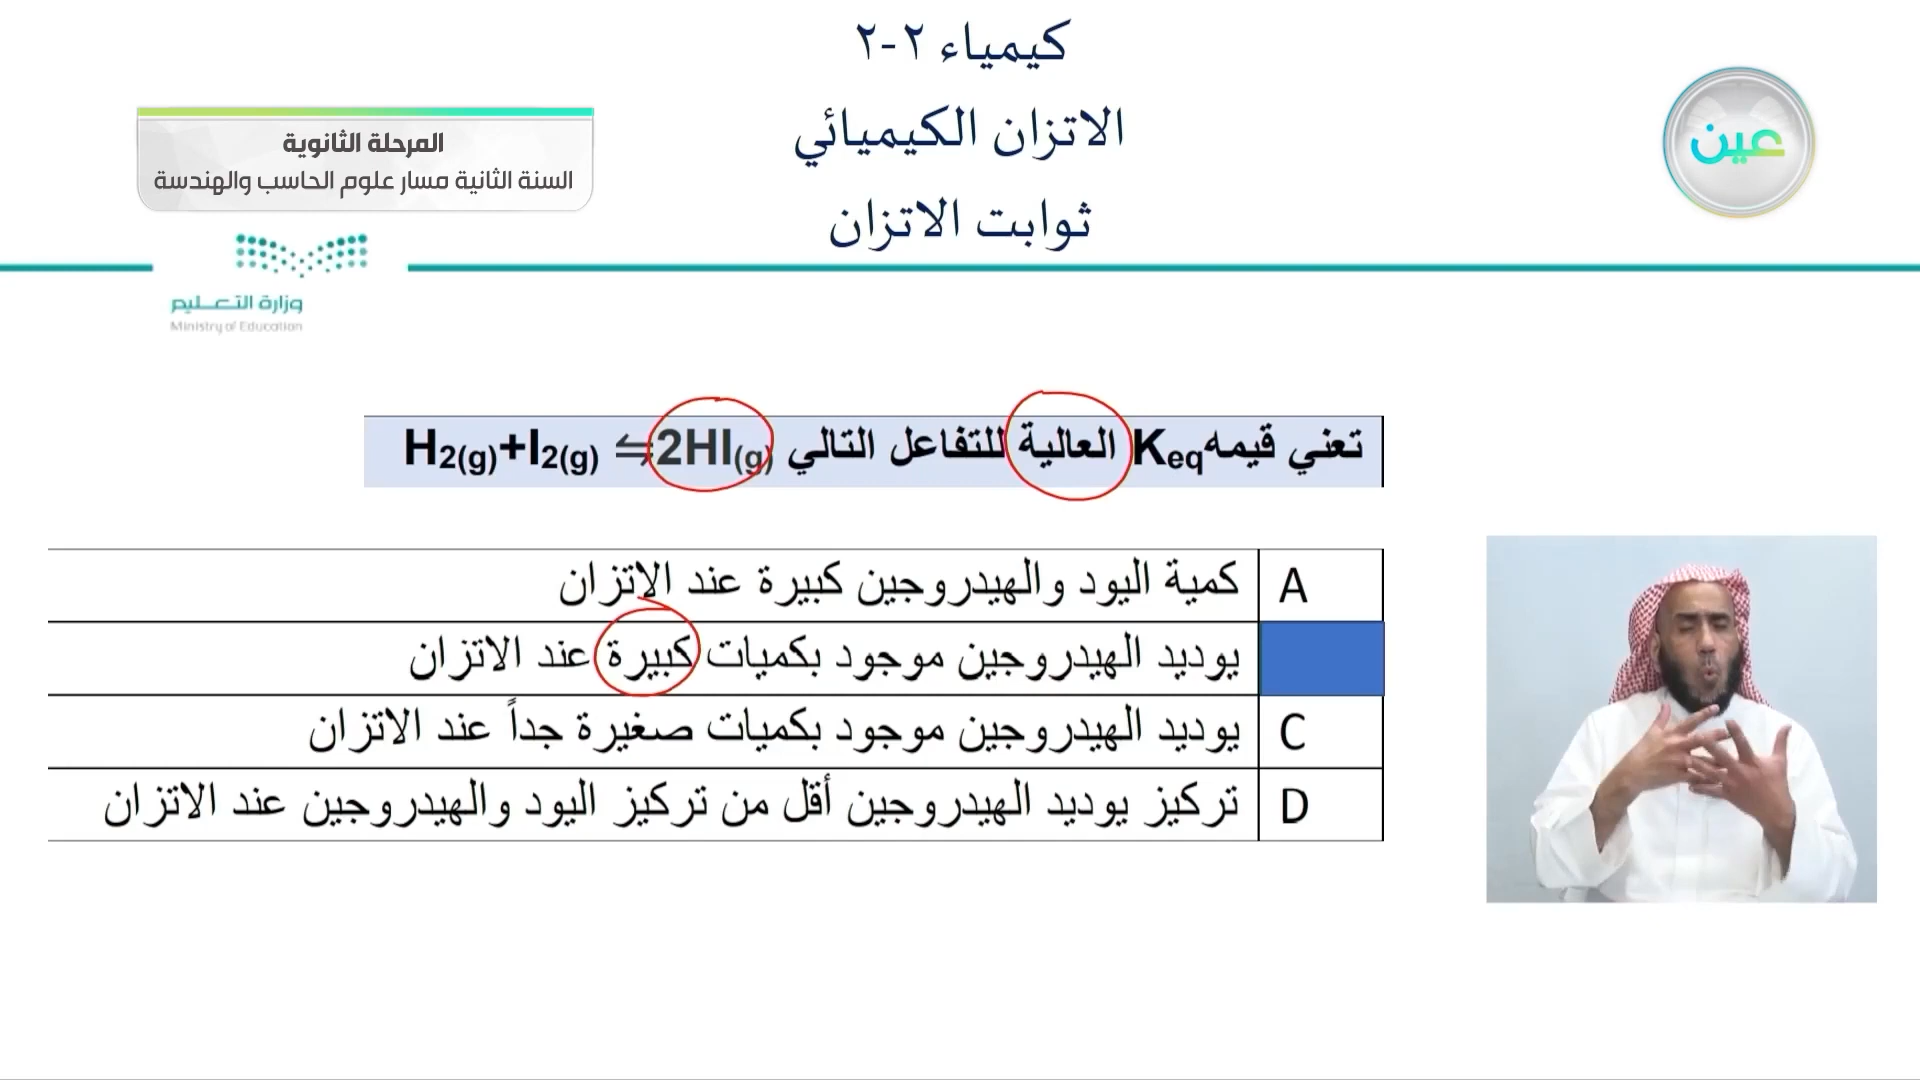 كيمياء ٢-٢
الاتزان الكيميائي
ثوابت الاتزان
عين
المرحلة الثانوية
السنة الثانية مسار علوم الحاسب والهندسة
وزارة التعليم
Ministry of Education
تعني قيمه Keq العالية للتفاعل التالي H2(g)+I2(g) ⇋2HI(g)
A كمية اليود والهيدروجين كبيرة عند الاتزان
يوديد الهيدروجين موجود بكميات كبيرة عند الاتزان
C يوديد الهيدروجين موجود بكميات صغيرة جداً عند الاتزان
D تركيز يوديد الهيدروجين أقل من تركيز اليود والهيدروجين عند الاتزان